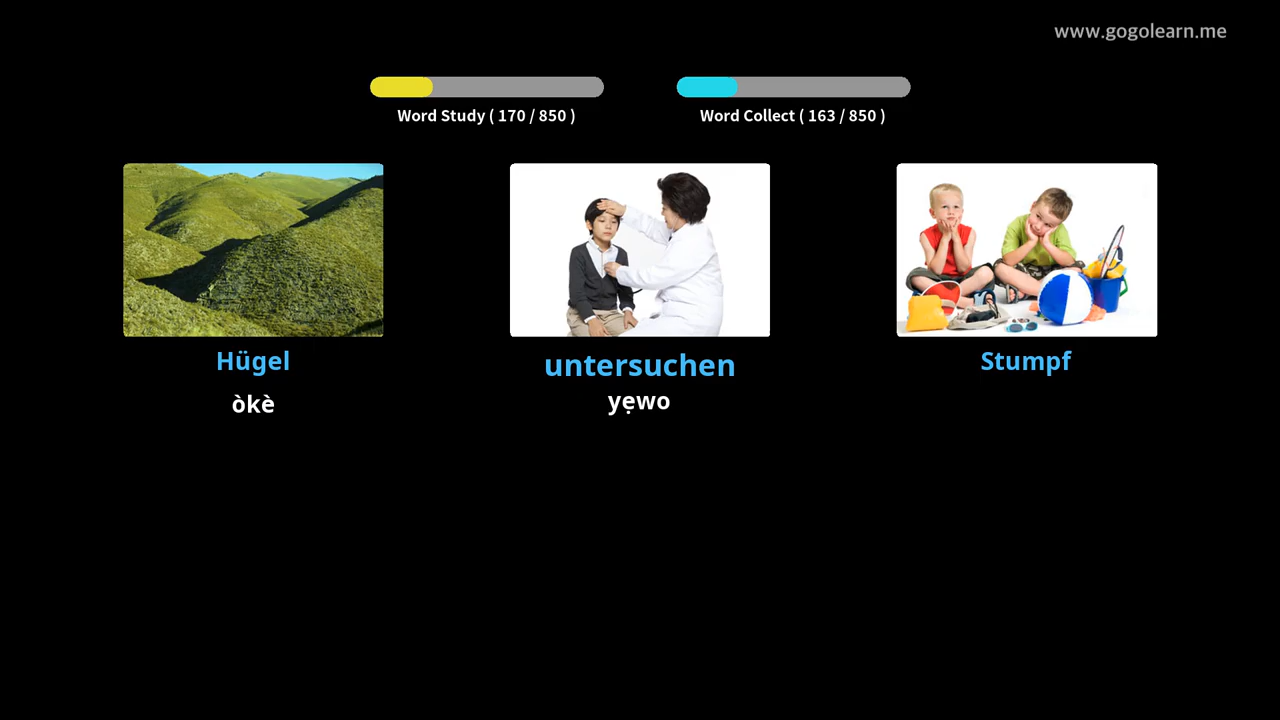 www.gogolearn.me
Word Study ( 170 / 850 )
Word Collect ( 163 / 850 )
Hügel
untersuchen
Stumpf
òkè
yẹwo